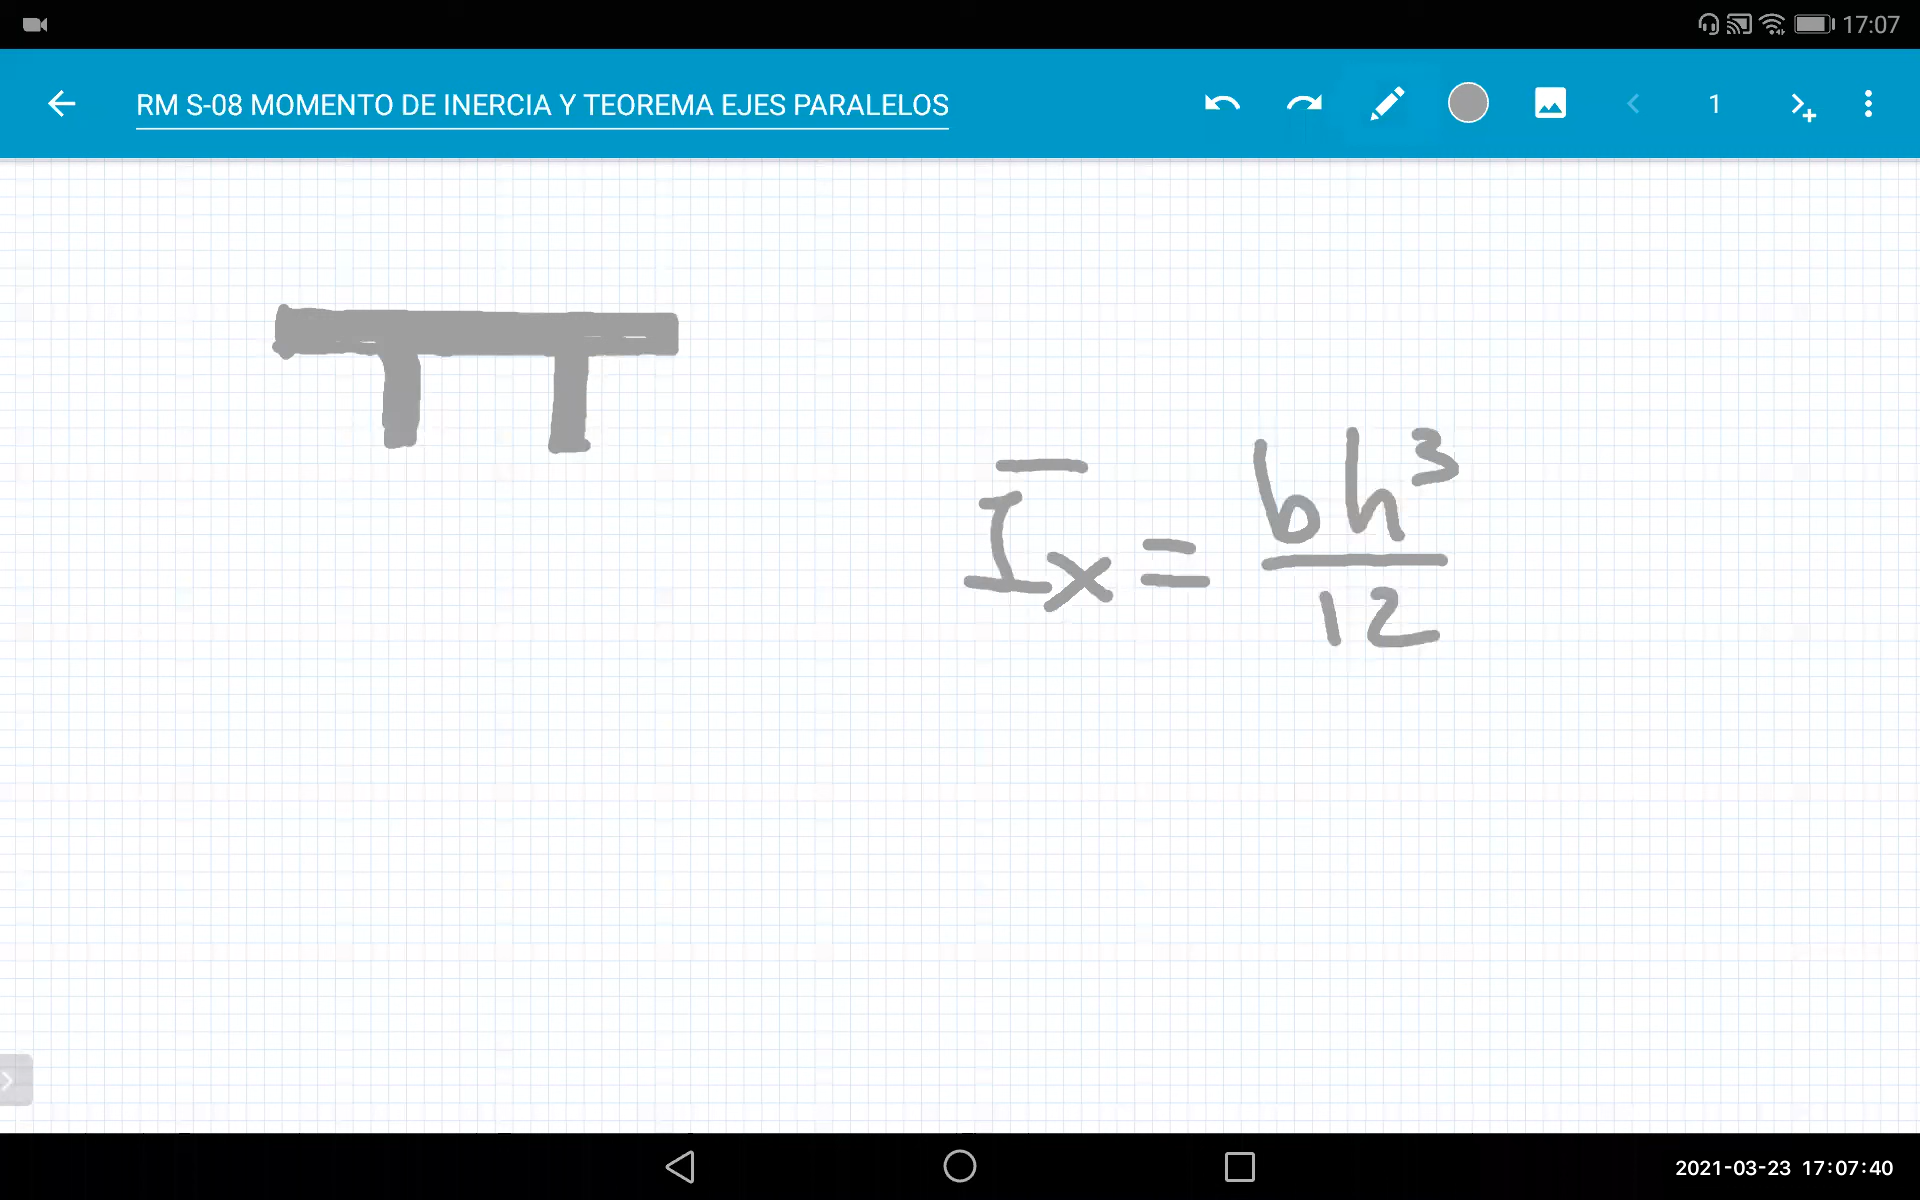 17:07
RM S-08 MOMENTO DE INERCIA Y TEOREMA EJES PARALELOS
1
I̅x = bh³
12
2021-03-23 17:07:40